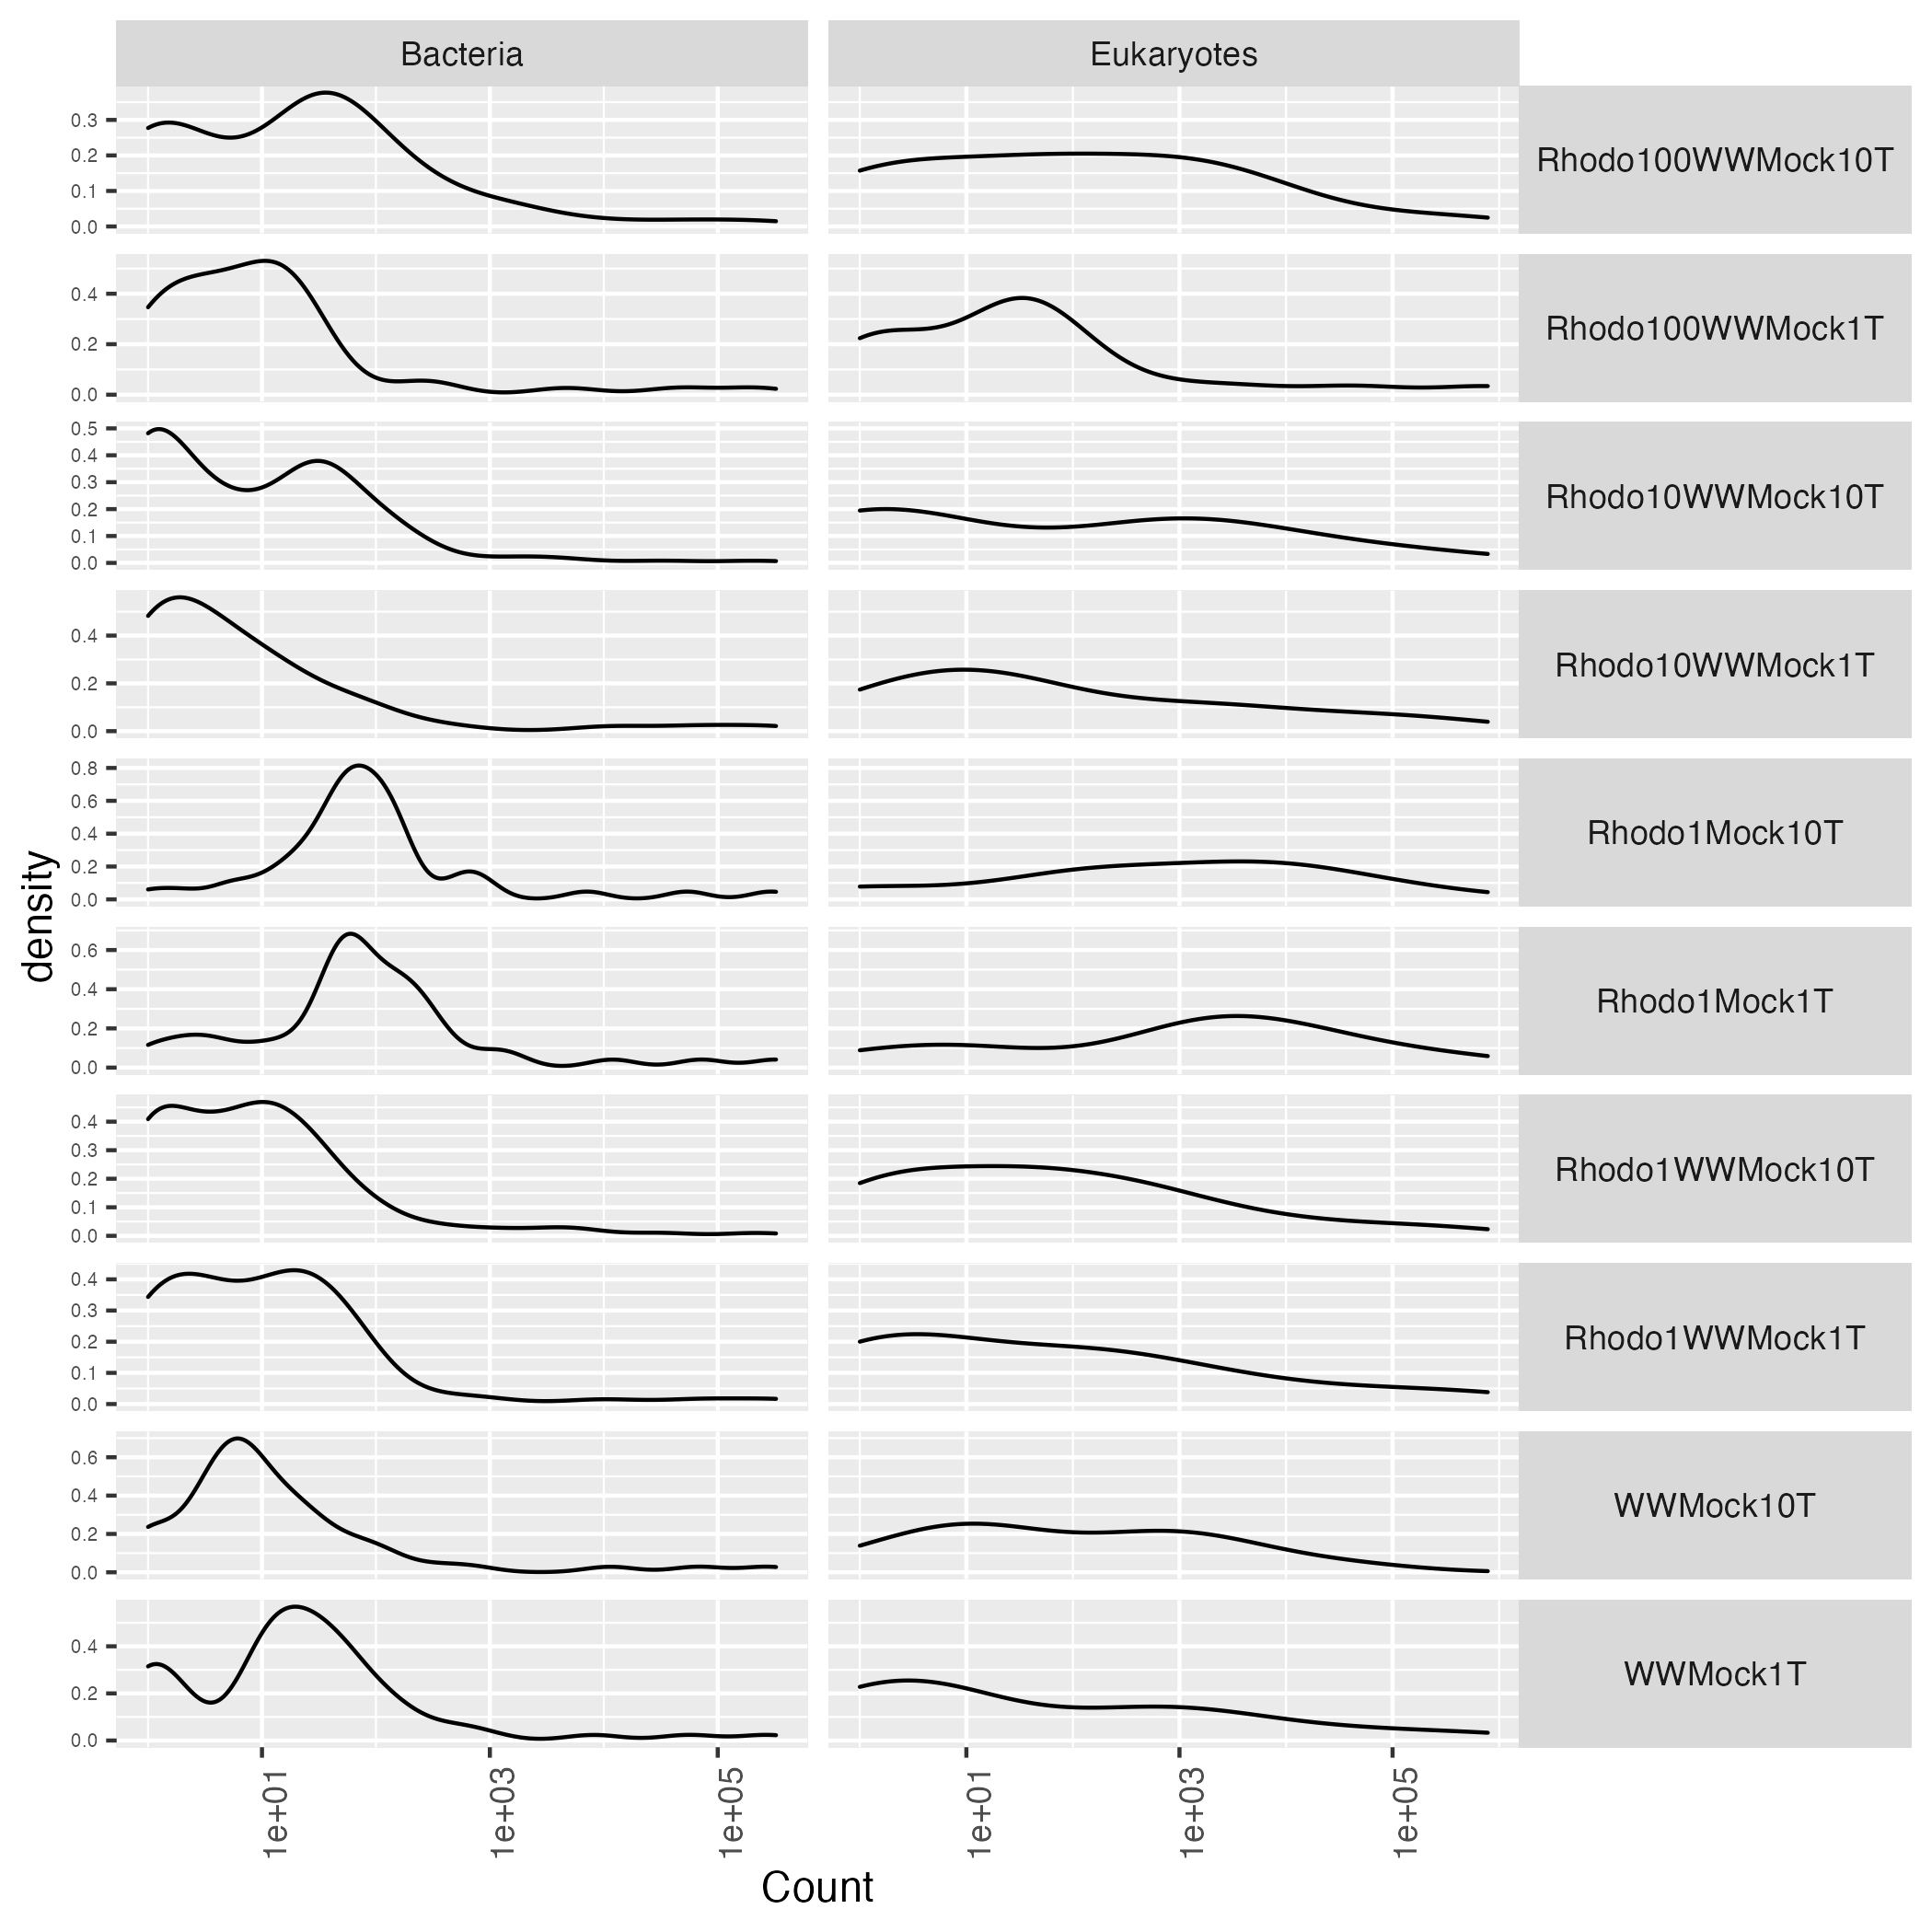 Bacteria
Eukaryotes
0.3
0.2
0.1
0.0
Rhodo100WWMock10T
0.4
0.2
0.0
Rhodo100WWMock1T
0.5
0.4
0.3
0.2
0.1
0.0
Rhodo10WWMock10T
0.4
0.2
0.0
Rhodo10WWMock1T
0.8
0.6
0.4
0.2
0.0
Rhodo1Mock10T
0.6
0.4
0.2
0.0
Rhodo1Mock1T
0.4
0.3
0.2
0.1
0.0
Rhodo1WWMock10T
0.4
0.3
0.2
0.1
0.0
Rhodo1WWMock1T
0.6
0.4
0.2
0.0
WWMock10T
0.4
0.2
0.0
WWMock1T
density
1e+01
1e+03
1e+05
1e+01
1e+03
1e+05
Count